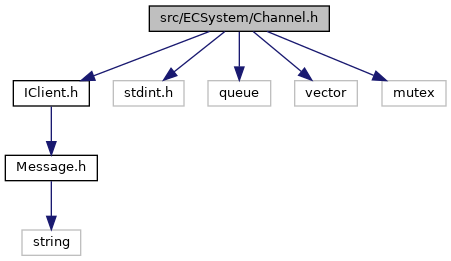 src/ECSystem/Channel.h
IClient.h
stdint.h
queue
vector
mutex
Message.h
string